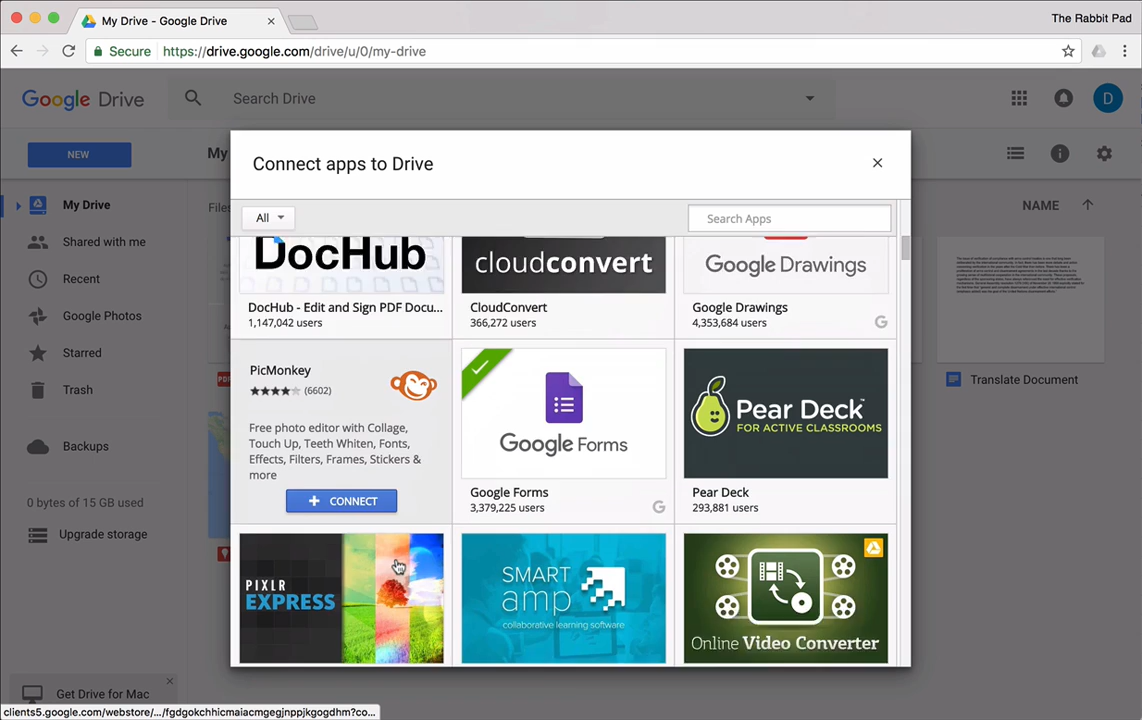 My Drive - Google Drive
The Rabbit Pad
Secure https://drive.google.com/drive/u/0/my-drive
Google Drive
Search Drive
D
NEW
My
My Drive
Shared with me
Recent
Google Photos
Starred
Trash
Backups
0 bytes of 15 GB used
Upgrade storage
Get Drive for Mac
Files
NAME
Translate Document
Connect apps to Drive
All
Search Apps
DocHub
DocHub - Edit and Sign PDF Docu...
1,147,042 users
cloudconvert
CloudConvert
366,272 users
Google Drawings
Google Drawings
4,353,684 users
PicMonkey
(6602)
Free photo editor with Collage,
Touch Up, Teeth Whiten, Fonts,
Effects, Filters, Frames, Stickers &
more
+ CONNECT
Google Forms
Google Forms
3,379,225 users
Pear Deck™
FOR ACTIVE CLASSROOMS
Pear Deck
293,881 users
PIXLR
EXPRESS
SMART
amp
collaborative learning software
Online Video Converter
clients5.google.com/webstore/.../fgdgokchhicmaiacmgegjnppjkgogdhm?co...